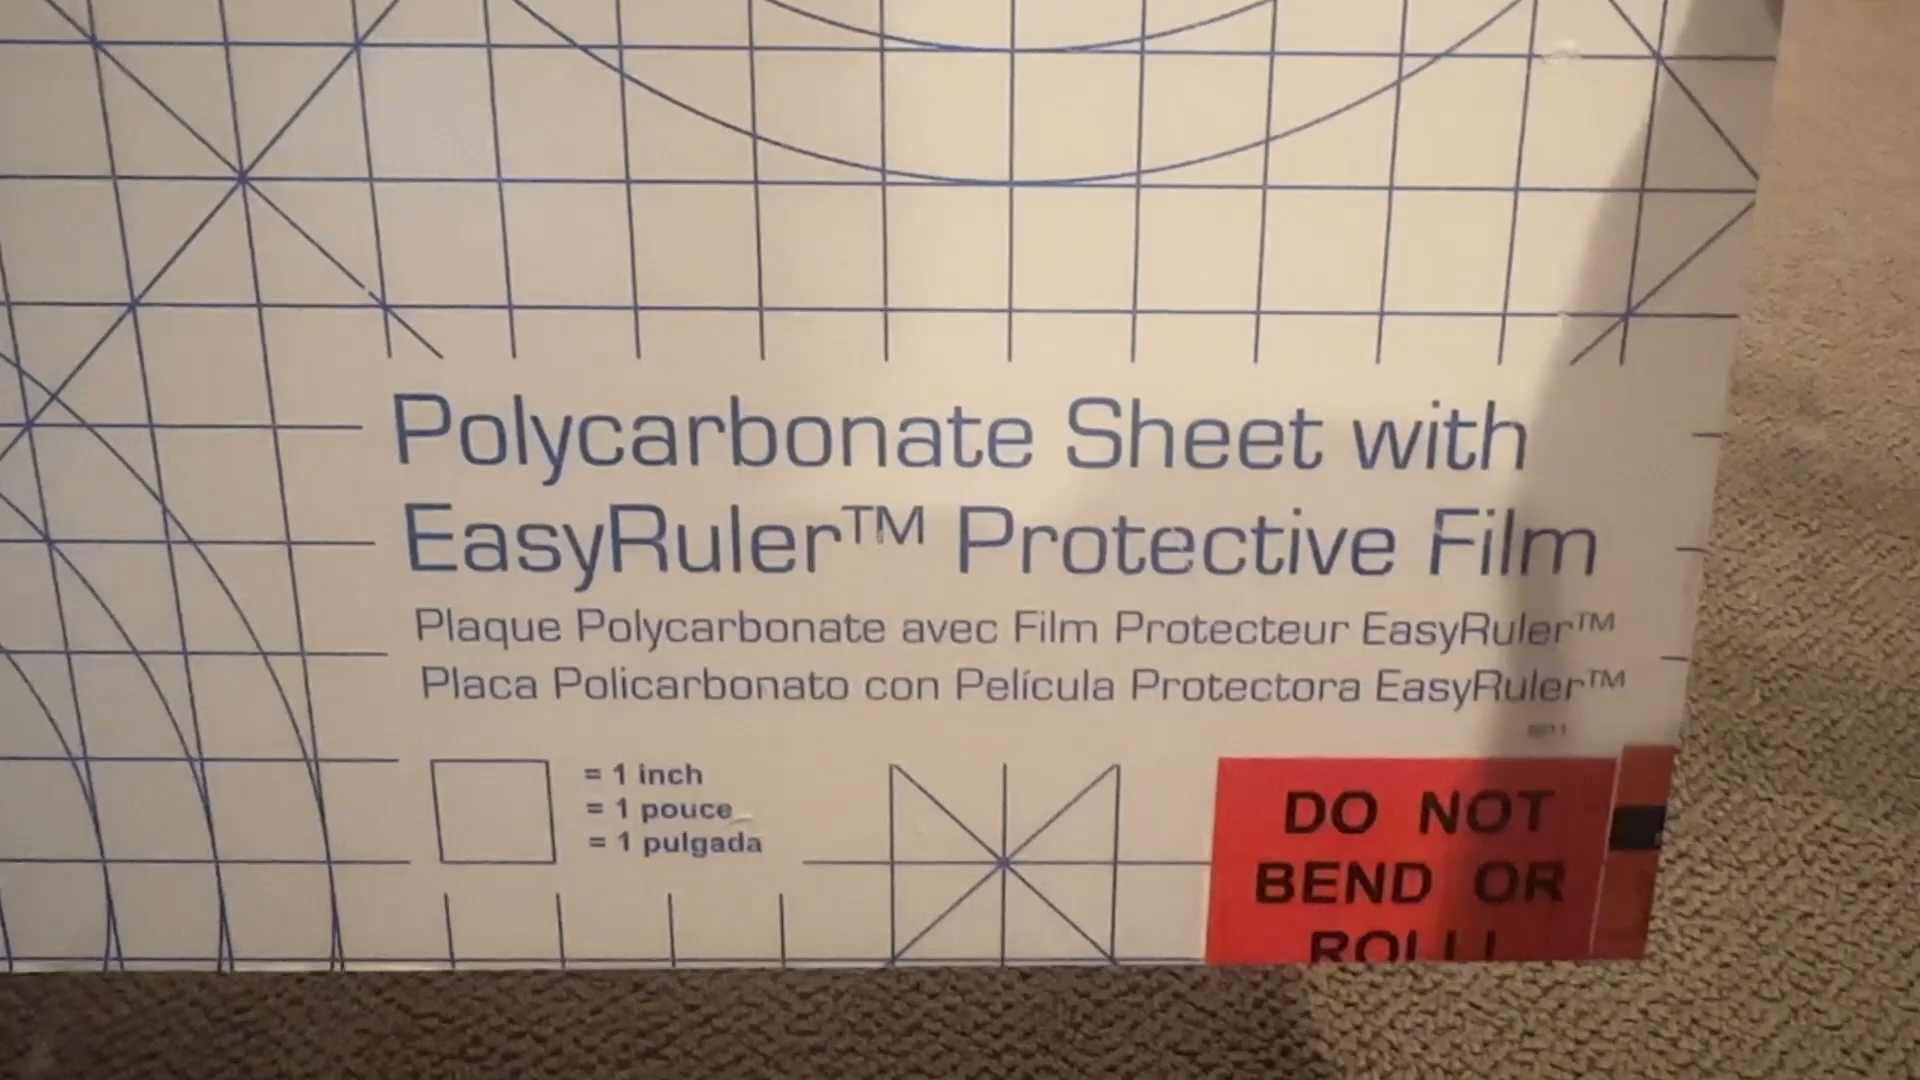 Polycarbonate Sheet with
EasyRuler™ Protective Film
Plaque Polycarbonate avec Film Protecteur EasyRuler™
Placa Policarbonato con Película Protectora EasyRuler™
= 1 inch
= 1 pouce
= 1 pulgada
DO NOT
BEND OR
ROLL!